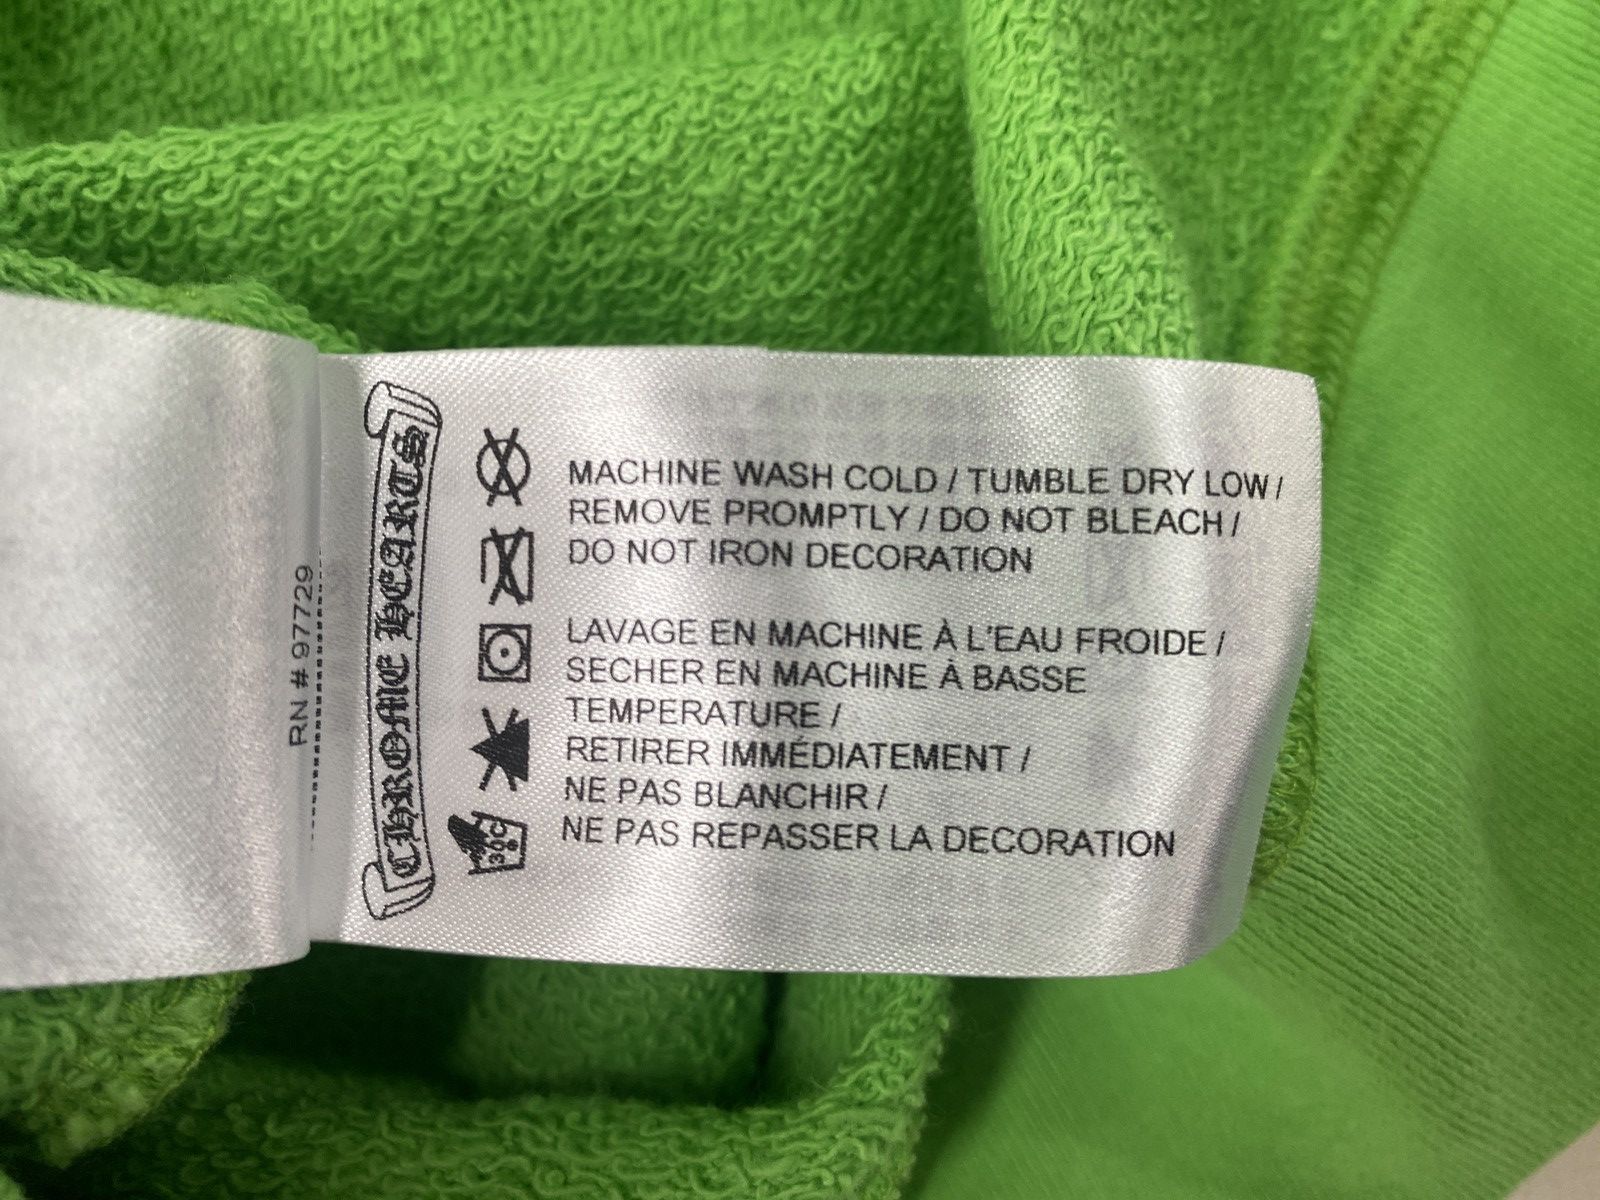 RN # 97729
CHROME HEARTS
MACHINE WASH COLD / TUMBLE DRY LOW /
REMOVE PROMPTLY / DO NOT BLEACH /
DO NOT IRON DECORATION
LAVAGE EN MACHINE À L'EAU FROIDE /
SECHER EN MACHINE À BASSE
TEMPERATURE /
RETIRER IMMÉDIATEMENT /
NE PAS BLANCHIR /
NE PAS REPASSER LA DECORATION
30C